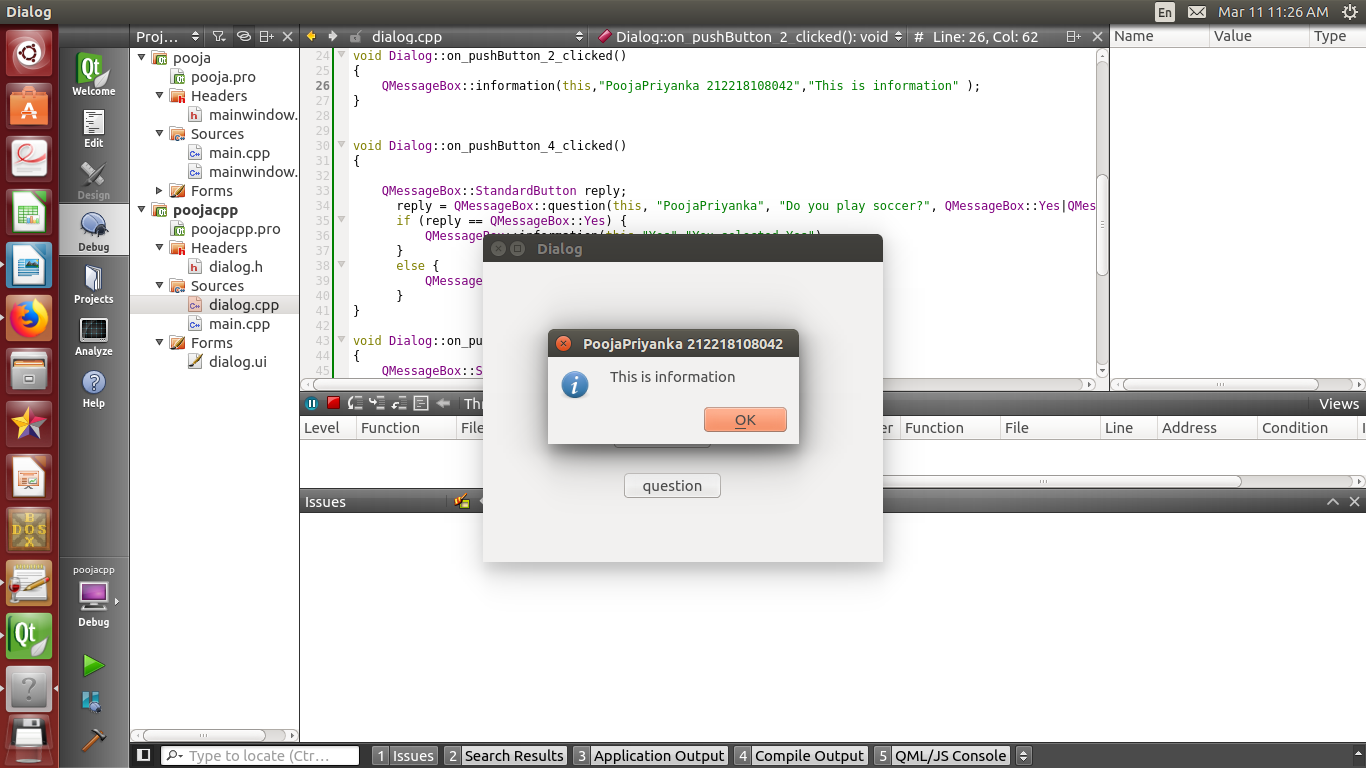 Dialog
En
Mar 11 11:26 AM
Proj...
dialog.cpp
Dialog::on_pushButton_2_clicked(): void
# Line: 26, Col: 62
Name Value Type
Welcome
Edit
Design
Debug
Projects
Analyze
Help
poojacpp
Debug
pooja
pooja.pro
Headers
mainwindow.
Sources
main.cpp
mainwindow.
Forms
poojacpp
poojacpp.pro
Headers
dialog.h
Sources
dialog.cpp
main.cpp
Forms
dialog.ui
24 void Dialog::on_pushButton_2_clicked()
25 {
26 QMessageBox::information(this,"PoojaPriyanka 212218108042","This is information" );
27 }
28
29
30 void Dialog::on_pushButton_4_clicked()
31 {
32
33 QMessageBox::StandardButton reply;
34 reply = QMessageBox::question(this, "PoojaPriyanka", "Do you play soccer?", QMessageBox::Yes|QMes
35 if (reply == QMessageBox::Yes) {
36 QMessageBox::information(this,"Yes","You selected Yes")
37 }
38 else {
39 QMessa
40 }
41 }
42
43 void Dialog::on_pu
44 {
45 QMessageBox::S
Dialog
PoojaPriyanka 212218108042
i
This is information
OK
question
Thr
Views
Level Function File
er Function File Line Address Condition I
Issues
Type to locate (Ctr...
1 Issues
2 Search Results
3 Application Output
4 Compile Output
5 QML/JS Console